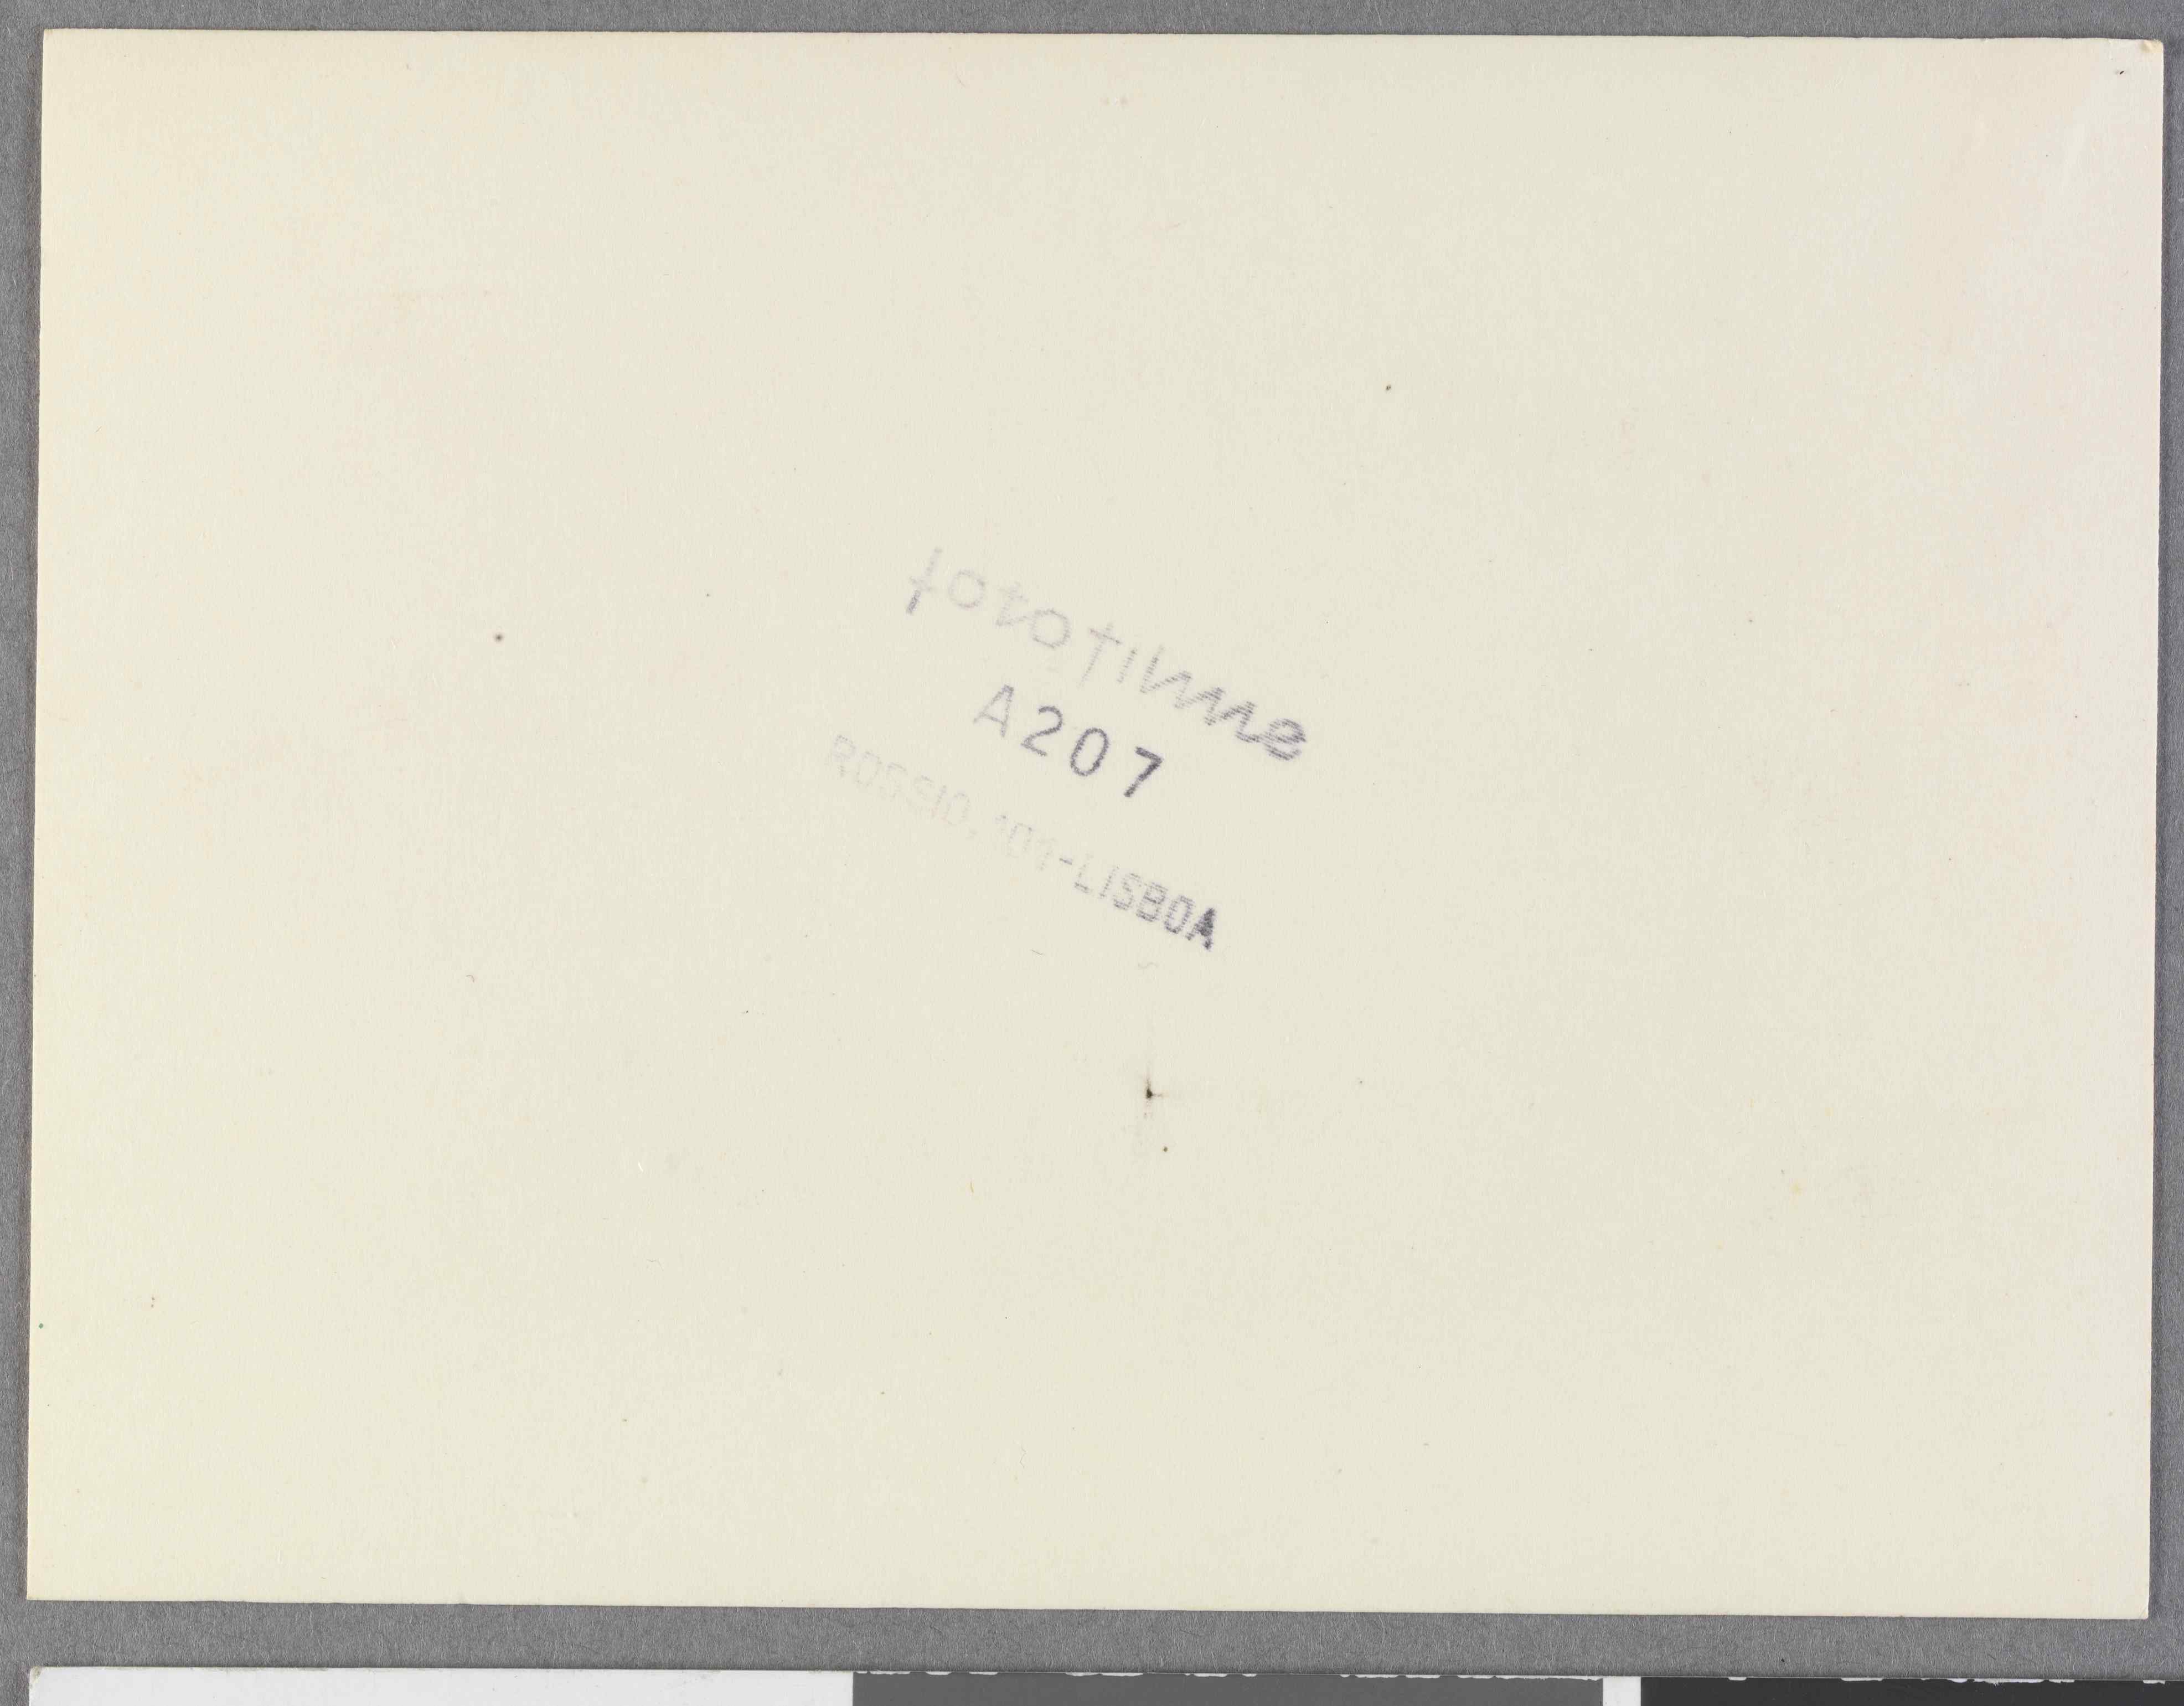 fotofilme
A207
ROSSIO, 101-LISBOA